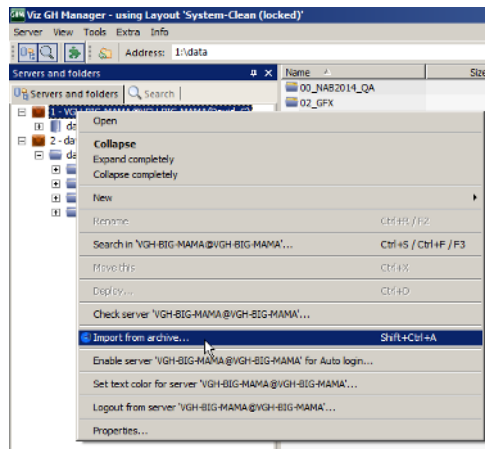 Viz GH Manager - using Layout 'System-Clean (locked)'
Server View Tools Extra Info
Address: 1:\data
Servers and folders
Name Size
Servers and folders Search
00_NAB2014_QA
02_GFX
1 - VG
da
2 - da
da
Open
Collapse
Expand completely
Collapse completely
New
Rename Ctrl+R / F2
Search in 'VGH-BIG-MAMA@VGH-BIG-MAMA'... Ctrl+S / Ctrl+F / F3
Move this Ctrl+X
Deploy... Ctrl+D
Check server 'VGH-BIG-MAMA@VGH-BIG-MAMA'...
Import from archive... Shift+Ctrl+A
Enable server 'VGH-BIG-MAMA@VGH-BIG-MAMA' for Auto login...
Set text color for server 'VGH-BIG-MAMA@VGH-BIG-MAMA'...
Logout from server 'VGH-BIG-MAMA@VGH-BIG-MAMA'...
Properties...